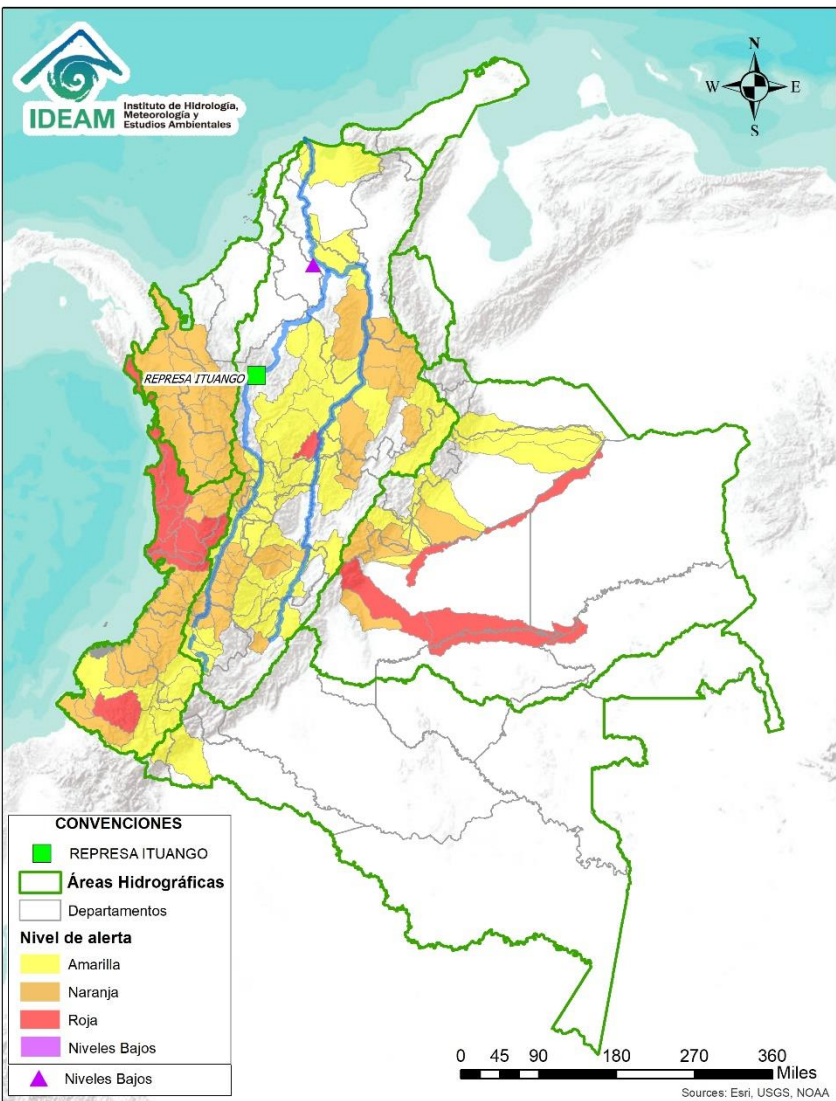 IDEAM
Instituto de Hidrología,
Meteorología y
Estudios Ambientales
N
W
E
S
REPRESA ITUANGO
CONVENCIONES
REPRESA ITUANGO
Áreas Hidrográficas
Departamentos
Nivel de alerta
Amarilla
Naranja
Roja
Niveles Bajos
Niveles Bajos
0 45 90 180 270 360
Miles
Sources: Esri, USGS, NOAA